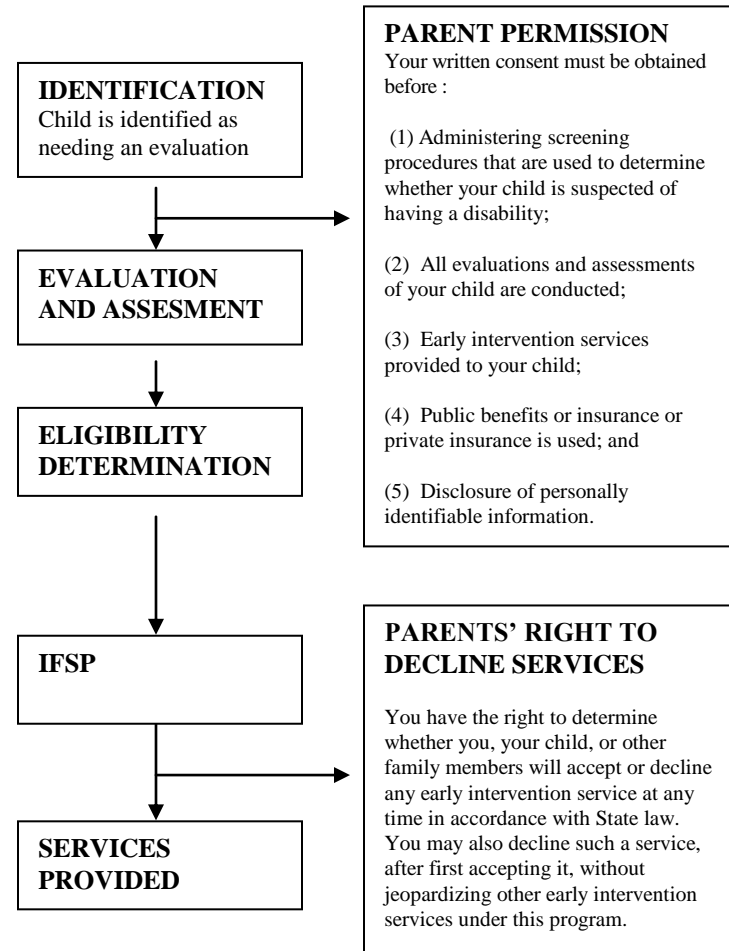 IDENTIFICATION
Child is identified as
needing an evaluation
PARENT PERMISSION
Your written consent must be obtained
before :
(1) Administering screening
procedures that are used to determine
whether your child is suspected of
having a disability;
(2) All evaluations and assessments
of your child are conducted;
(3) Early intervention services
provided to your child;
(4) Public benefits or insurance or
private insurance is used; and
(5) Disclosure of personally
identifiable information.
EVALUATION
AND ASSESMENT
ELIGIBILITY
DETERMINATION
IFSP
PARENTS’ RIGHT TO
DECLINE SERVICES
You have the right to determine
whether you, your child, or other
family members will accept or decline
any early intervention service at any
time in accordance with State law.
You may also decline such a service,
after first accepting it, without
jeopardizing other early intervention
services under this program.
SERVICES
PROVIDED